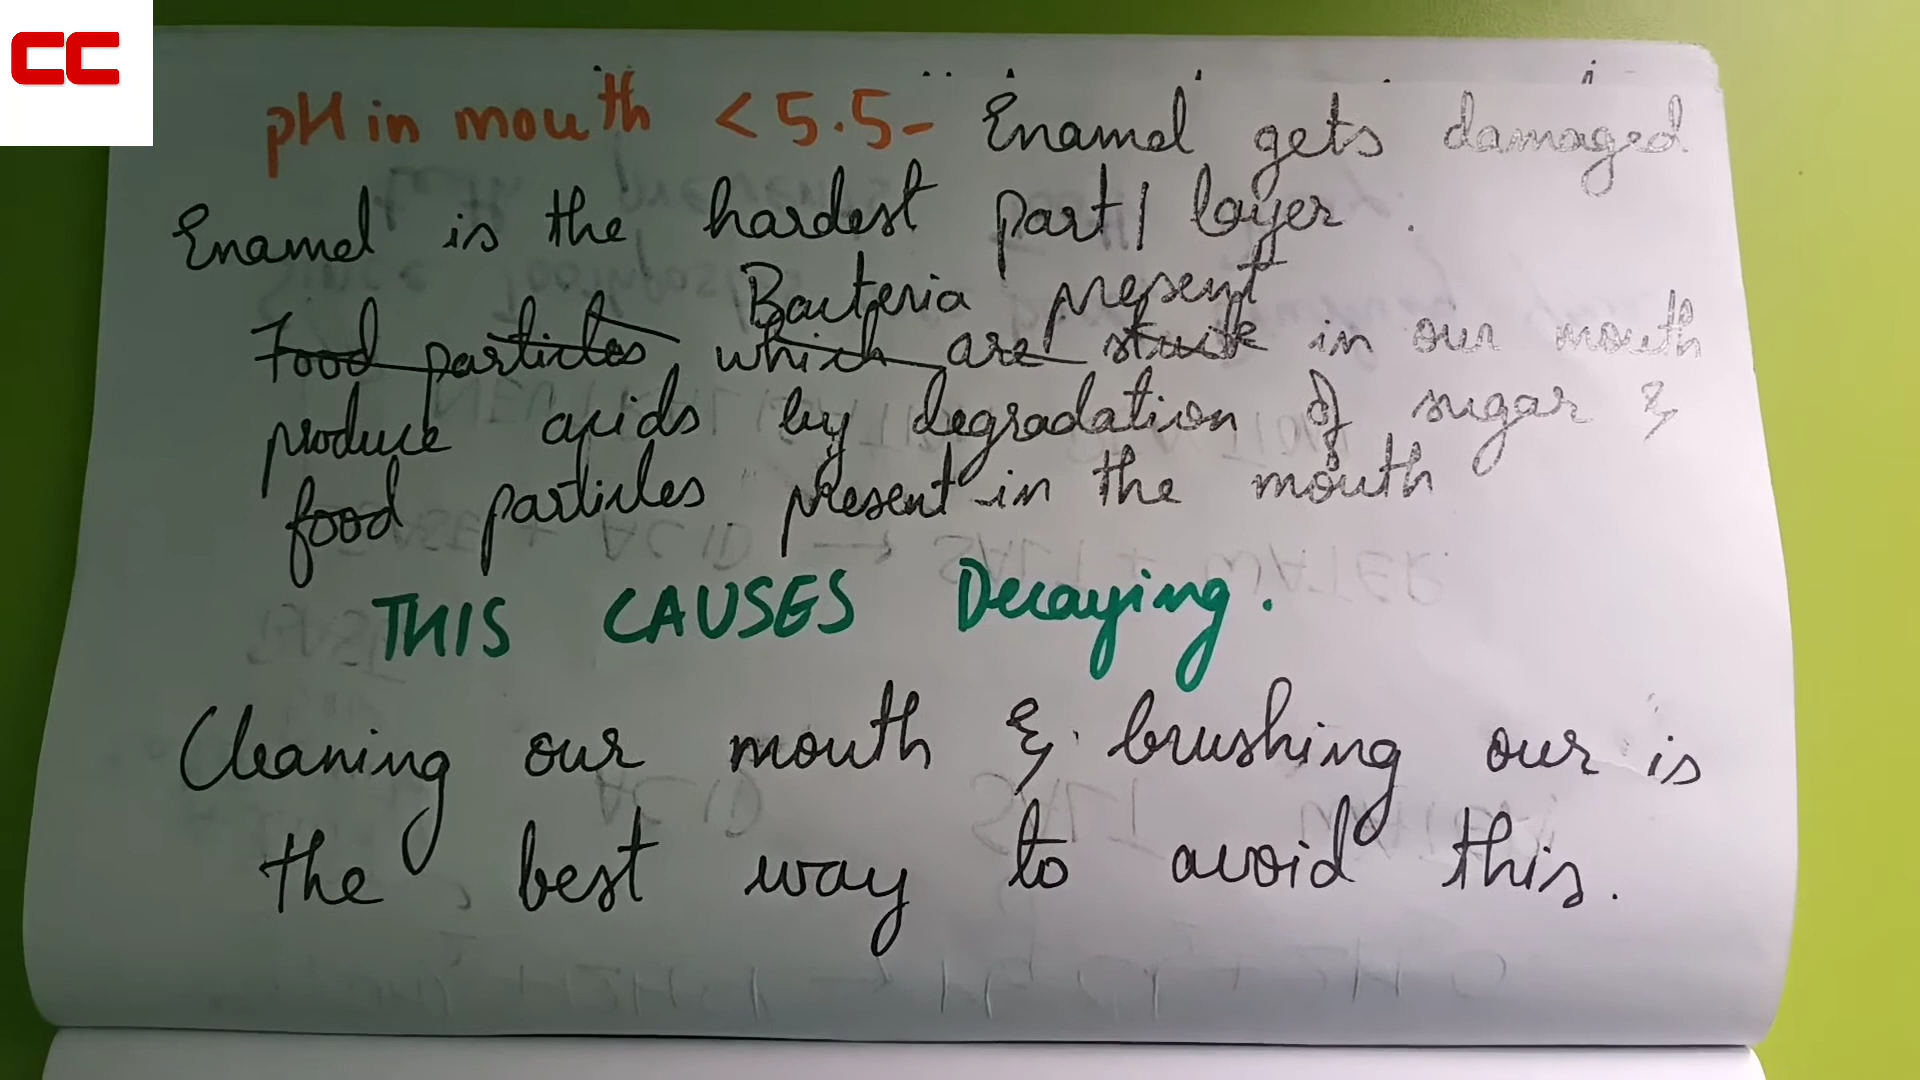 CC
pH in mouth < 5.5 - Enamel gets damaged
Enamel is the hardest part / layer .
Bacteria present
Food particles which are stuck in our mouth
produce acids by degradation of sugar &
food particles present in the mouth
THIS CAUSES Decaying.
Cleaning our mouth & brushing our is
the best way to avoid this.